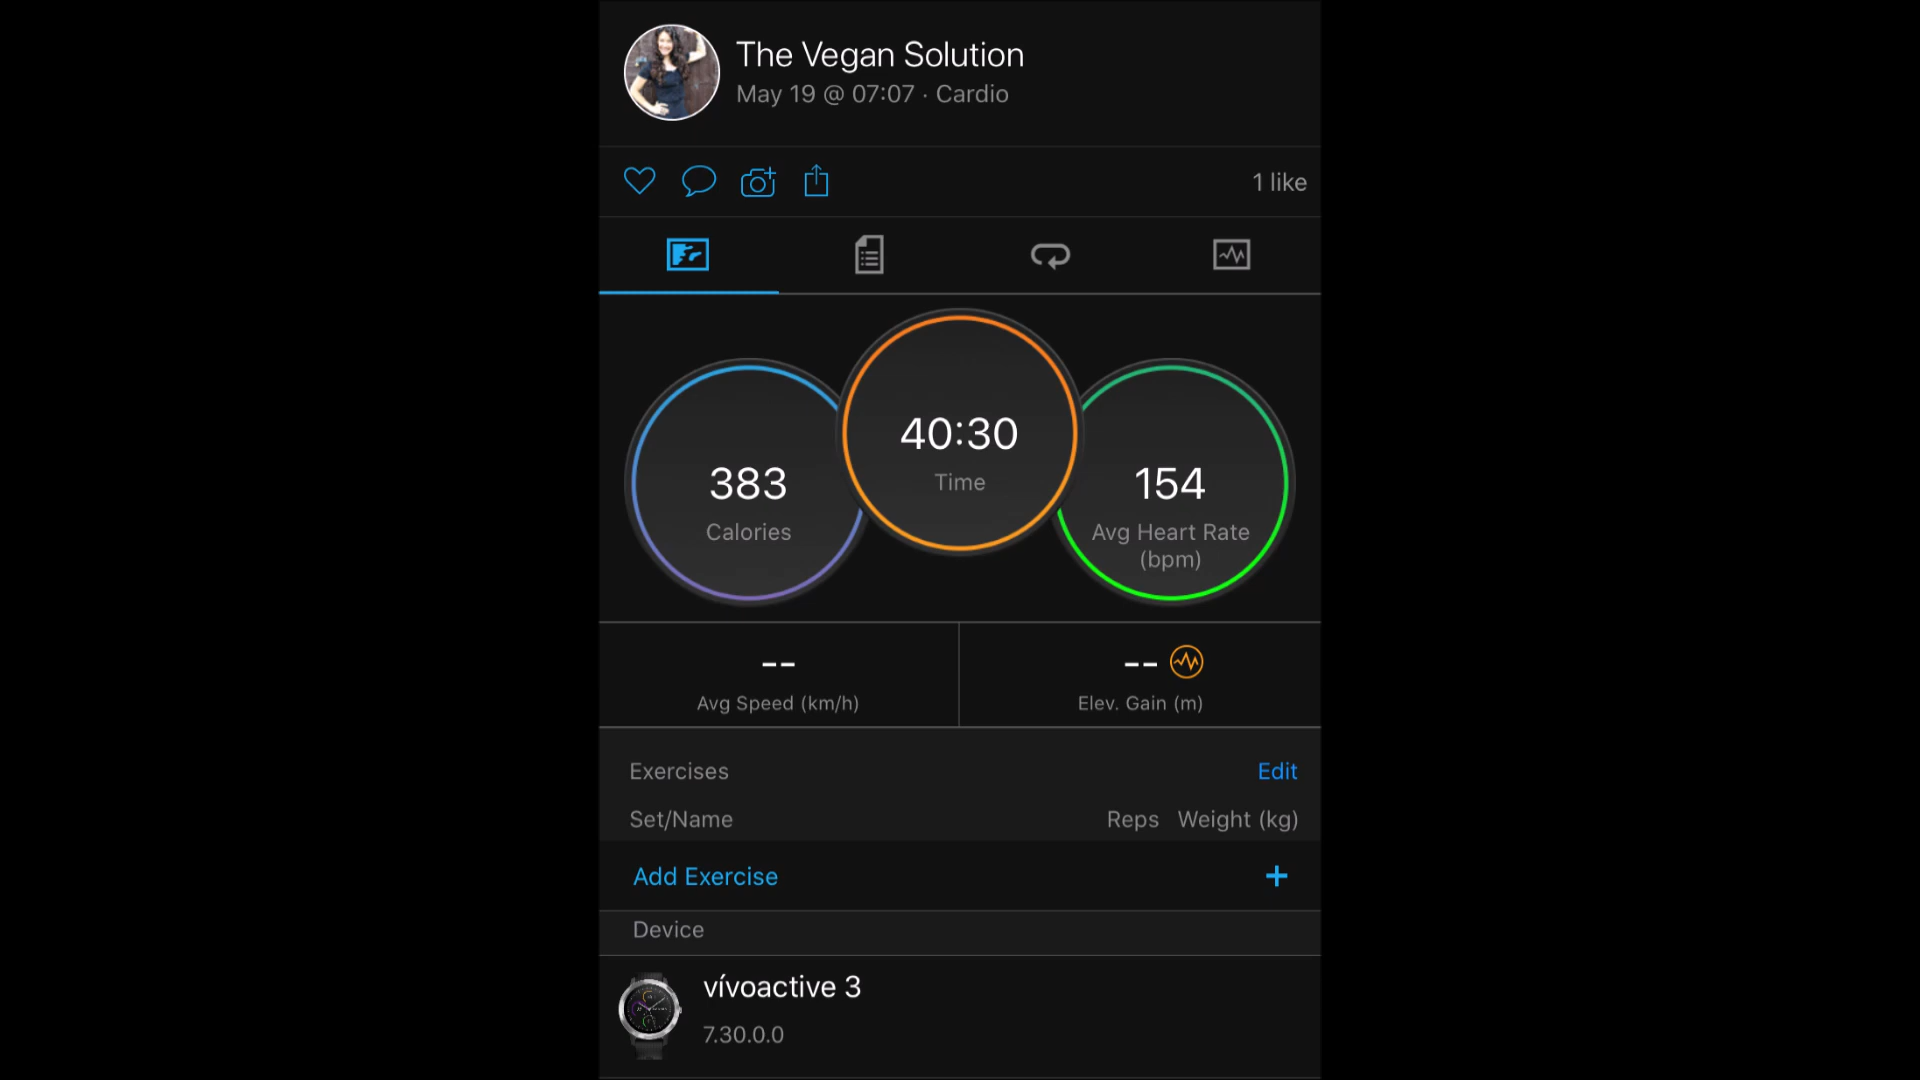 The Vegan Solution
May 19 @ 07:07 · Cardio
1 like
40:30
Time
383
Calories
154
Avg Heart Rate
(bpm)
--
Avg Speed (km/h)
--
Elev. Gain (m)
Exercises Edit
Set/Name Reps Weight (kg)
Add Exercise +
Device
vívoactive 3
7.30.0.0